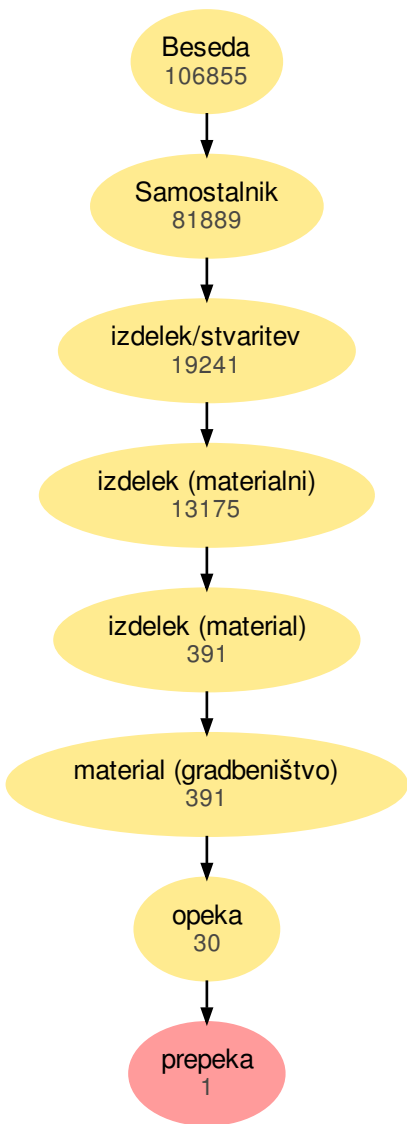 Beseda
106855
Samostalnik
81889
izdelek/stvaritev
19241
izdelek (materialni)
13175
izdelek (material)
391
material (gradbeništvo)
391
opeka
30
prepeka
1